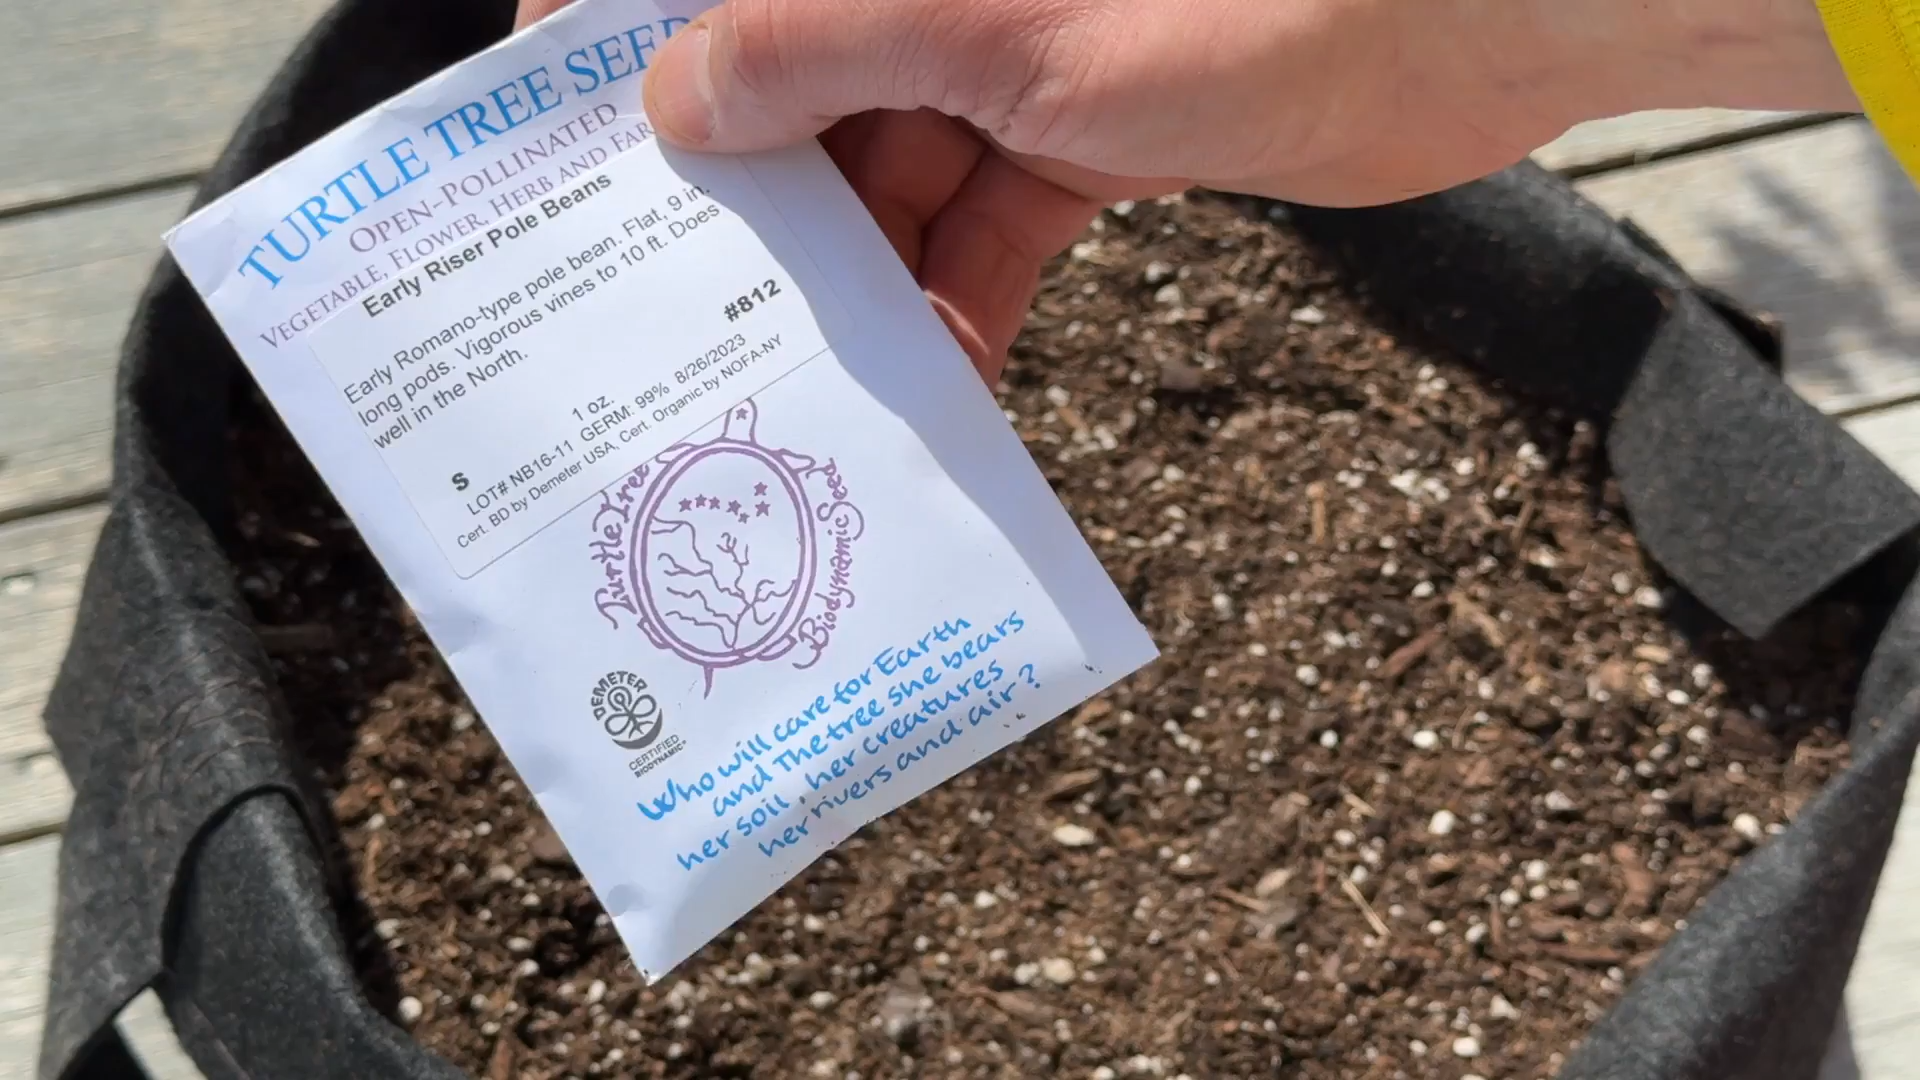 TURTLE TREE SEED
OPEN-POLLINATED
VEGETABLE, FLOWER, HERB AND
Early Riser Pole Beans
Early Romano-type pole bean. Flat, 9 in.
long pods. Vigorous vines to 10 ft. Does
well in the North.
#812
1 oz.
S
LOT# NB16-11 GERM: 99% 8/26/2023
Cert. BD by Demeter USA, Cert. Organic by NOFA-NY
Turtle Tree
Biodynamic Seed
DEMETER
CERTIFIED
BIODYNAMIC®
Who will care for Earth
and The tree she bears
her soil, her creatures
her rivers and air?